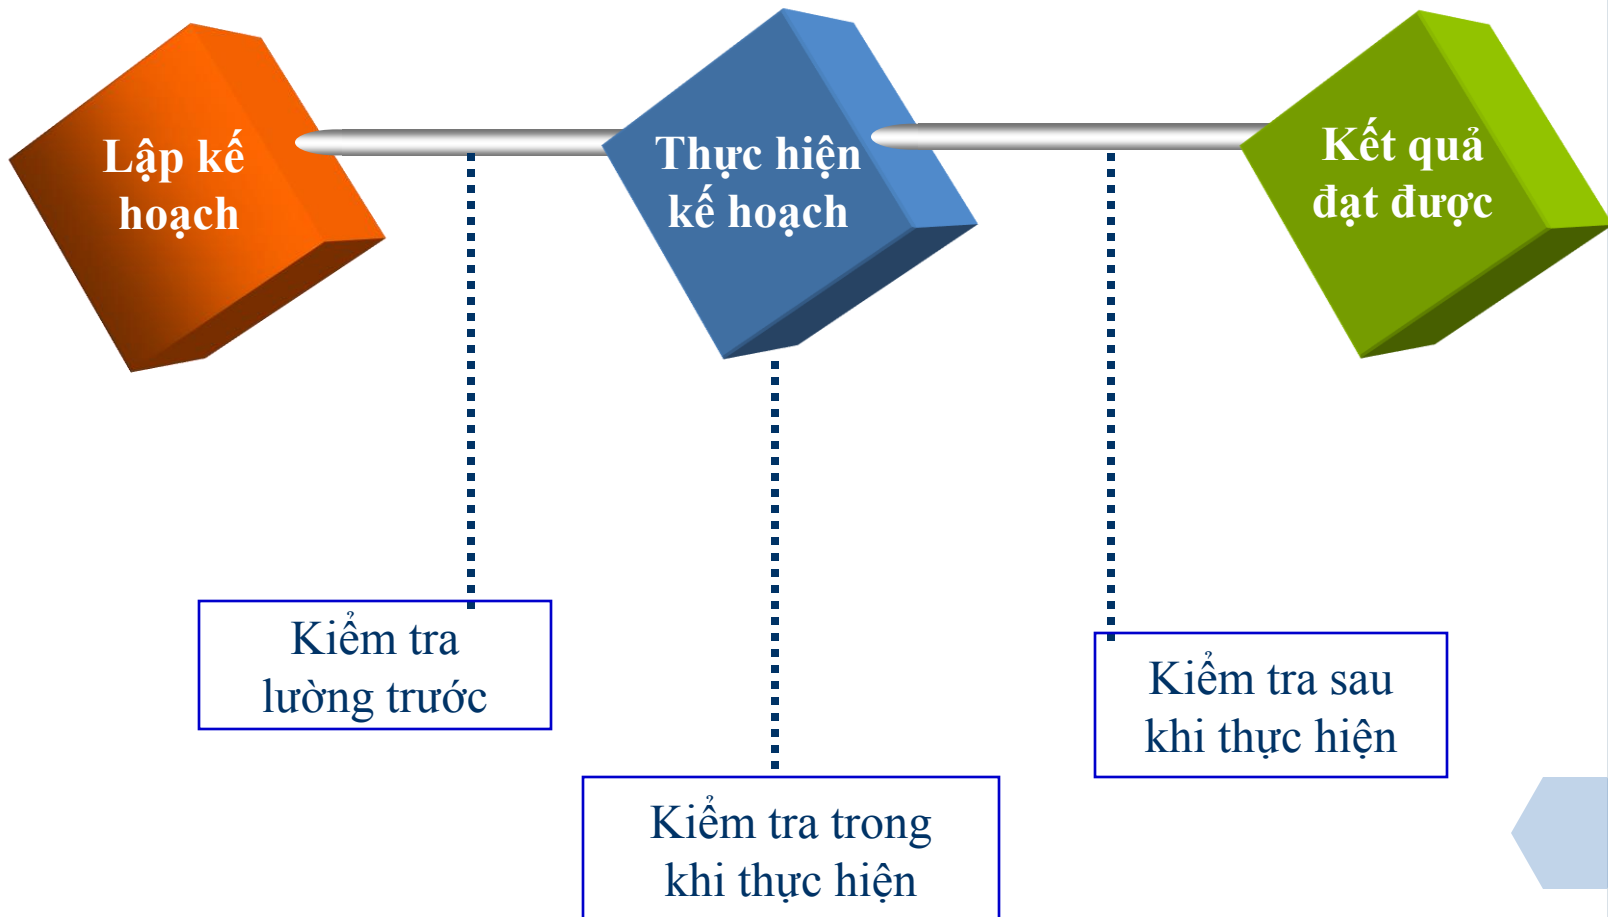 Lập kế
hoạch
Thực hiện
kế hoạch
Kết quả
đạt được
Kiểm tra
lường trước
Kiểm tra trong
khi thực hiện
Kiểm tra sau
khi thực hiện